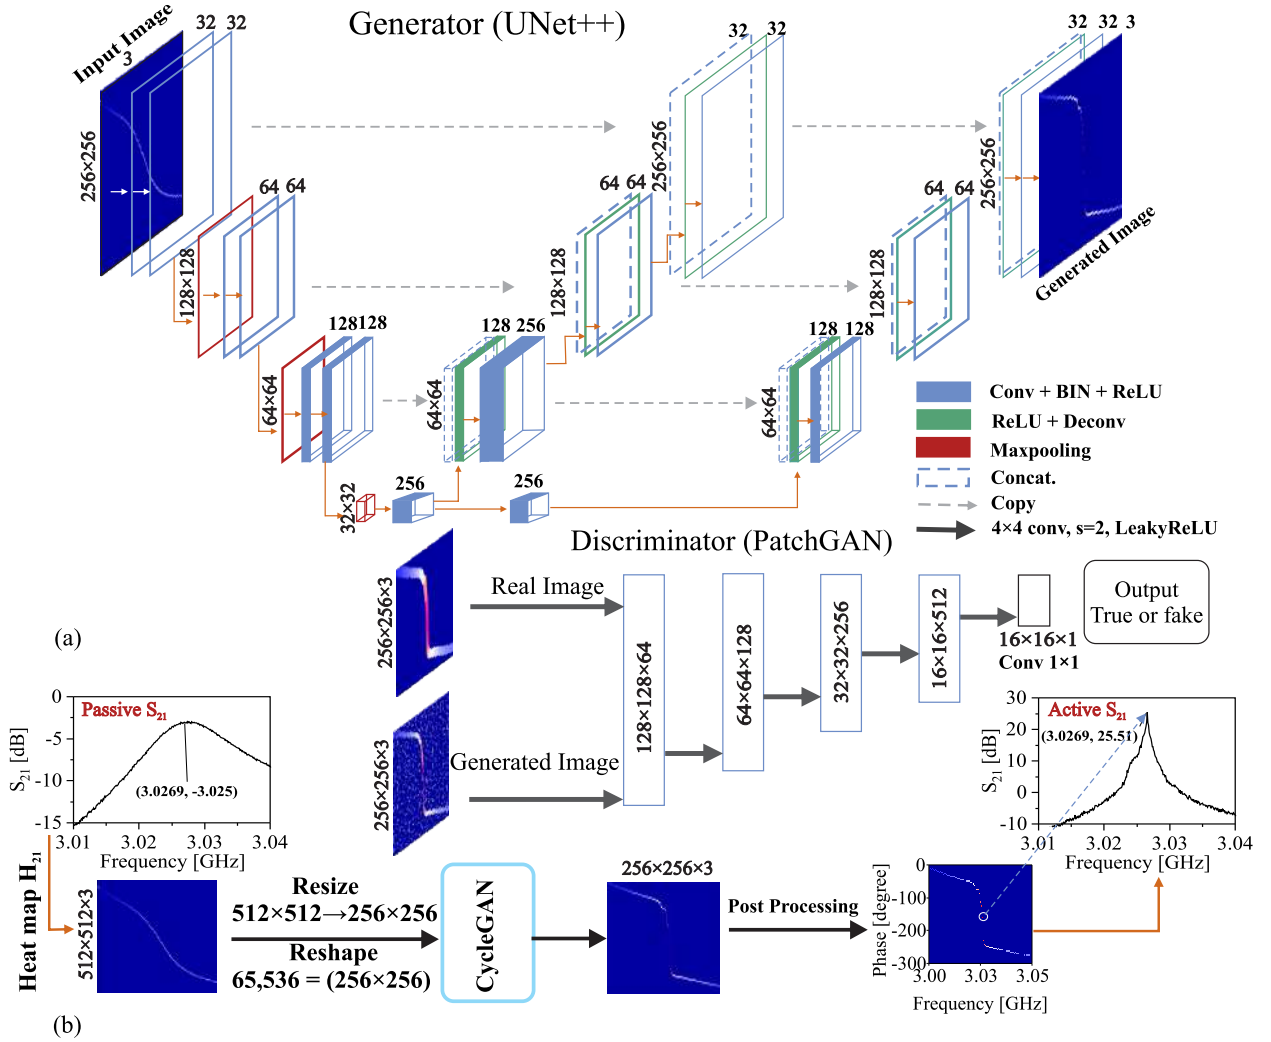 Generator (UNet++)
Input Image
3
32 32
32 32
32 32 3
256×256
256×256
256×256
Generated Image
64 64
64 64
64 64
128×128
128×128
128×128
128 128
128 256
128 128
64×64
64×64
64×64
32×32
256
256
Conv + BIN + ReLU
ReLU + Deconv
Maxpooling
Concat.
Copy
4×4 conv, s=2, LeakyReLU
Discriminator (PatchGAN)
256×256×3
Real Image
256×256×3
Generated Image
128×128×64
64×64×128
32×32×256
16×16×512
16×16×1
Conv 1×1
Output
True or fake
(a)
Passive S21
(3.0269, -3.025)
S21 [dB]
0
-5
-10
-15
3.01 3.02 3.03 3.04
Frequency [GHz]
Active S21
(3.0269, 25.51)
S21 [dB]
30
20
10
0
-10
3.01 3.02 3.03 3.04
Frequency [GHz]
Heat map H21
512×512×3
Resize
512×512→256×256
Reshape
65,536 = (256×256)
CycleGAN
256×256×3
Post Processing
Phase [degree]
0
-100
-200
-300
3.00 3.03 3.05
Frequency [GHz]
(b)